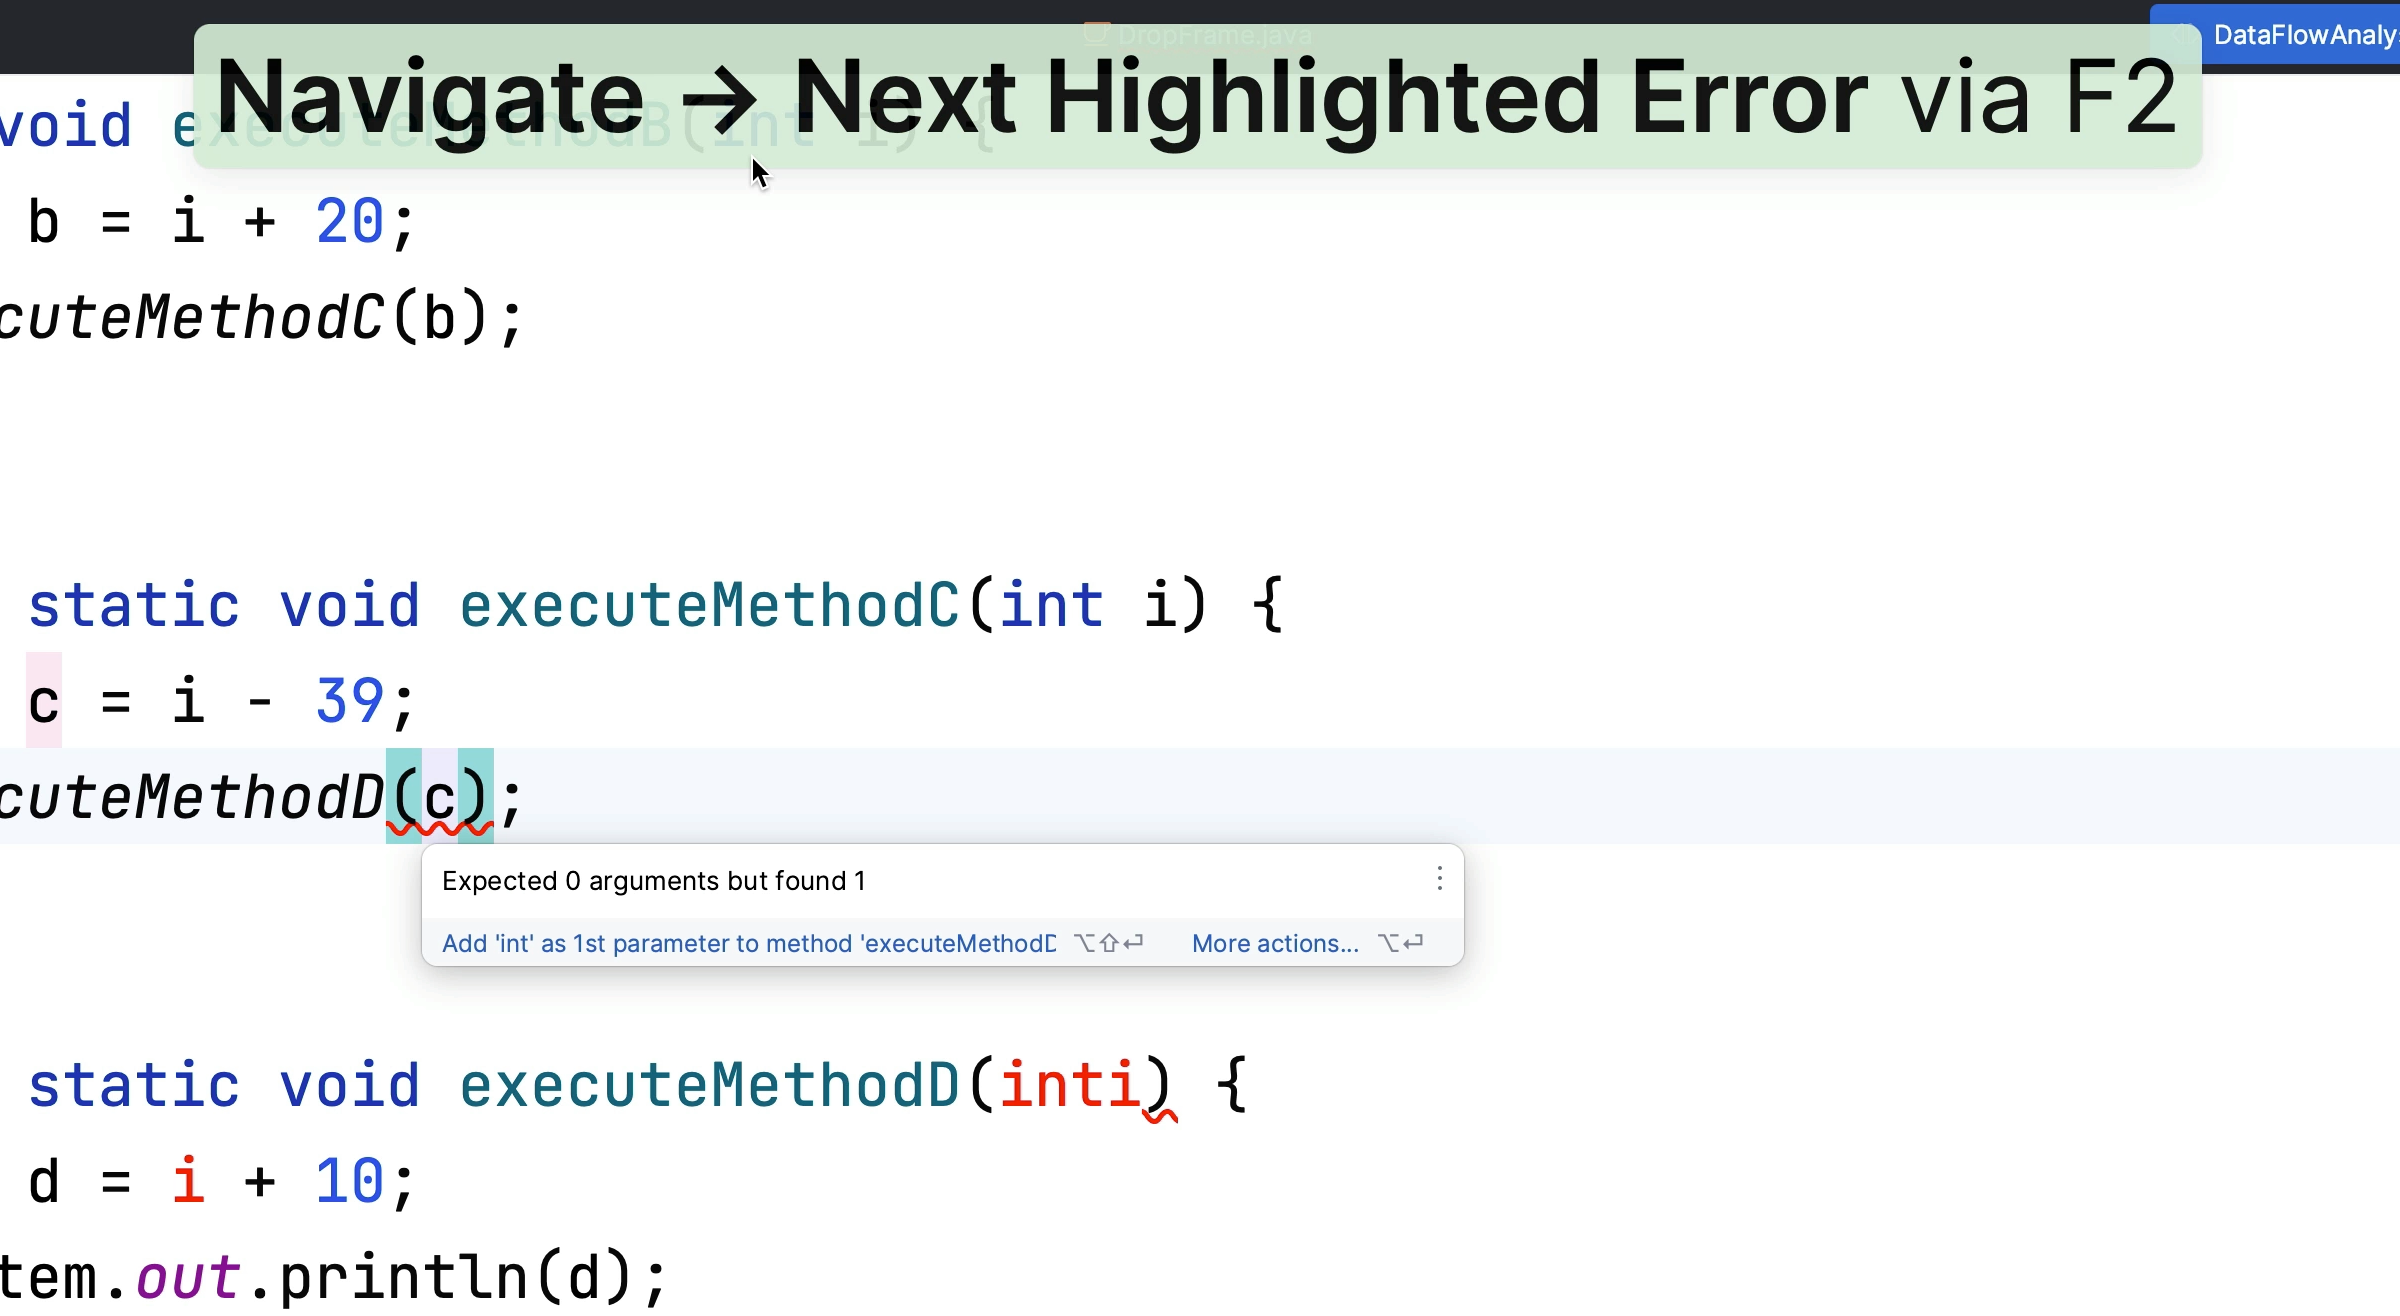 DropFrame.java
DataFlowAnaly
Navigate → Next Highlighted Error via F2
void executeMethodB(int i) {
b = i + 20;
cuteMethodC(b);
static void executeMethodC(int i) {
c = i - 39;
cuteMethodD(c);
Expected 0 arguments but found 1
Add 'int' as 1st parameter to method 'executeMethodD ⌥⇧⏎ More actions... ⌥⏎
static void executeMethodD(inti) {
d = i + 10;
tem.out.println(d);